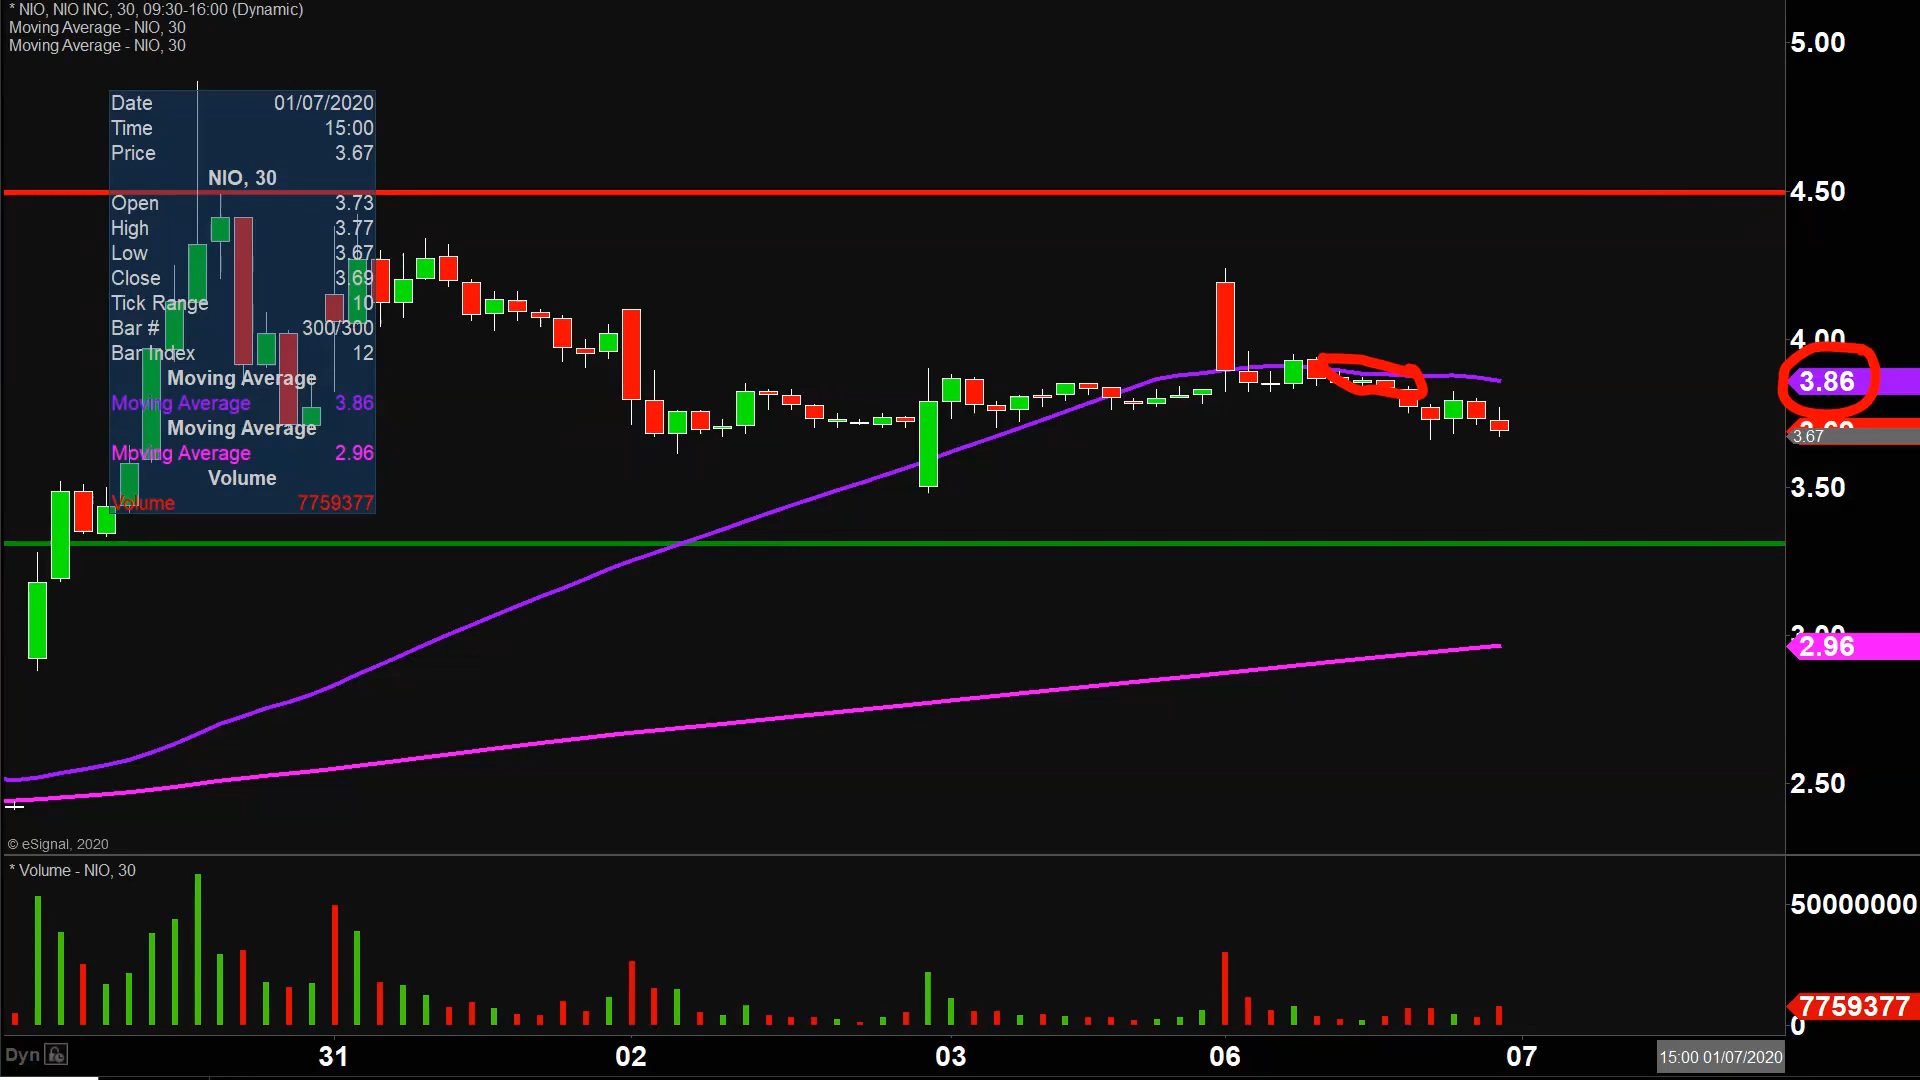 * NIO, NIO INC, 30, 09:30-16:00 (Dynamic)
Moving Average - NIO, 30
Moving Average - NIO, 30
Date 01/07/2020
Time 15:00
Price 3.67
NIO, 30
Open 3.73
High 3.77
Low 3.67
Close 3.69
Tick Range 10
Bar # 300/300
Bar Index 12
Moving Average
Moving Average 3.86
Moving Average
Moving Average 2.96
Volume
Volume 7759377
5.00
4.50
4.00
3.86
3.69
3.67
3.50
3.00
2.96
2.50
© eSignal, 2020
* Volume - NIO, 30
50000000
7759377
0
Dyn
31 02 03 06 07
15:00 01/07/2020